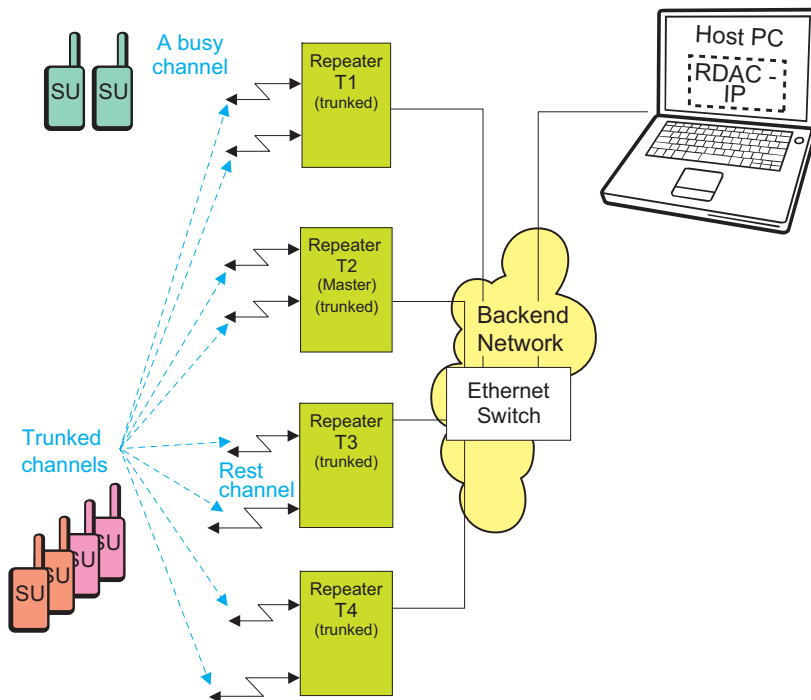 A busy
channel
SU
SU
Repeater
T1
(trunked)
Host PC
RDAC -
IP
Repeater
T2
(Master)
(trunked)
Backend
Network
Ethernet
Switch
Repeater
T3
(trunked)
Trunked
channels
Rest
channel
SU
SU
SU
SU
Repeater
T4
(trunked)